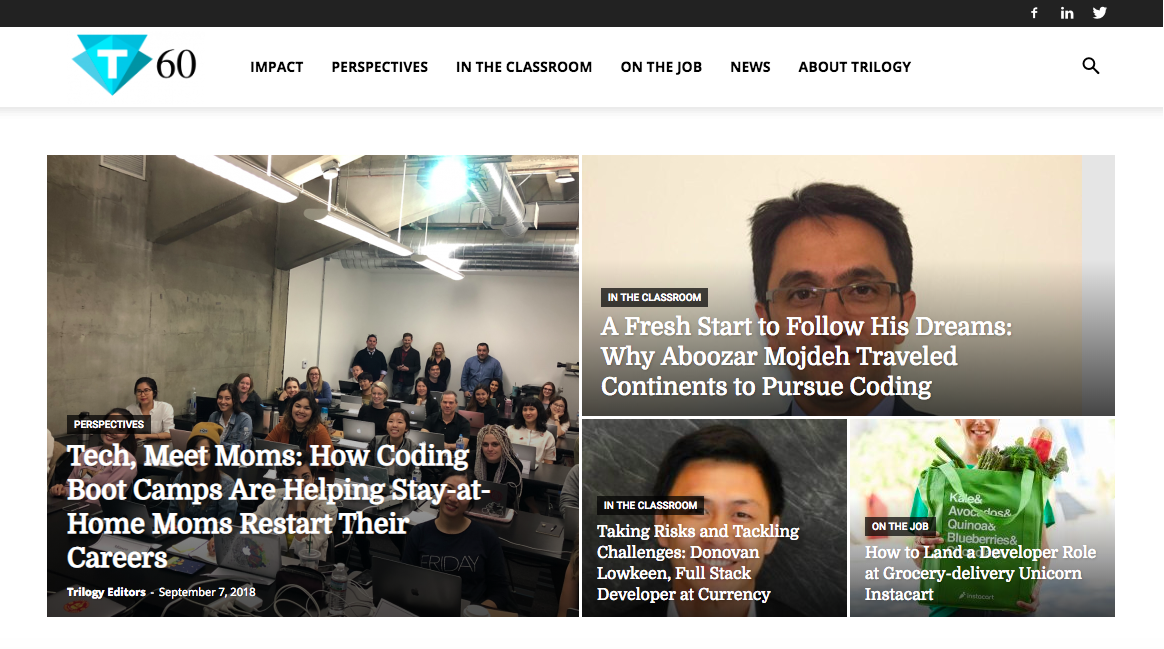 T 60
IMPACT
PERSPECTIVES
IN THE CLASSROOM
ON THE JOB
NEWS
ABOUT TRILOGY
PERSPECTIVES
Tech, Meet Moms: How Coding
Boot Camps Are Helping Stay-at-
Home Moms Restart Their
Careers
Trilogy Editors - September 7, 2018
FRIDAY
IN THE CLASSROOM
A Fresh Start to Follow His Dreams:
Why Aboozar Mojdeh Traveled
Continents to Pursue Coding
IN THE CLASSROOM
Taking Risks and Tackling
Challenges: Donovan
Lowkeen, Full Stack
Developer at Currency
Kale&
Avocados&
Quinoa&
Blueberries&
ON THE JOB
How to Land a Developer Role
at Grocery-delivery Unicorn
Instacart
instacart